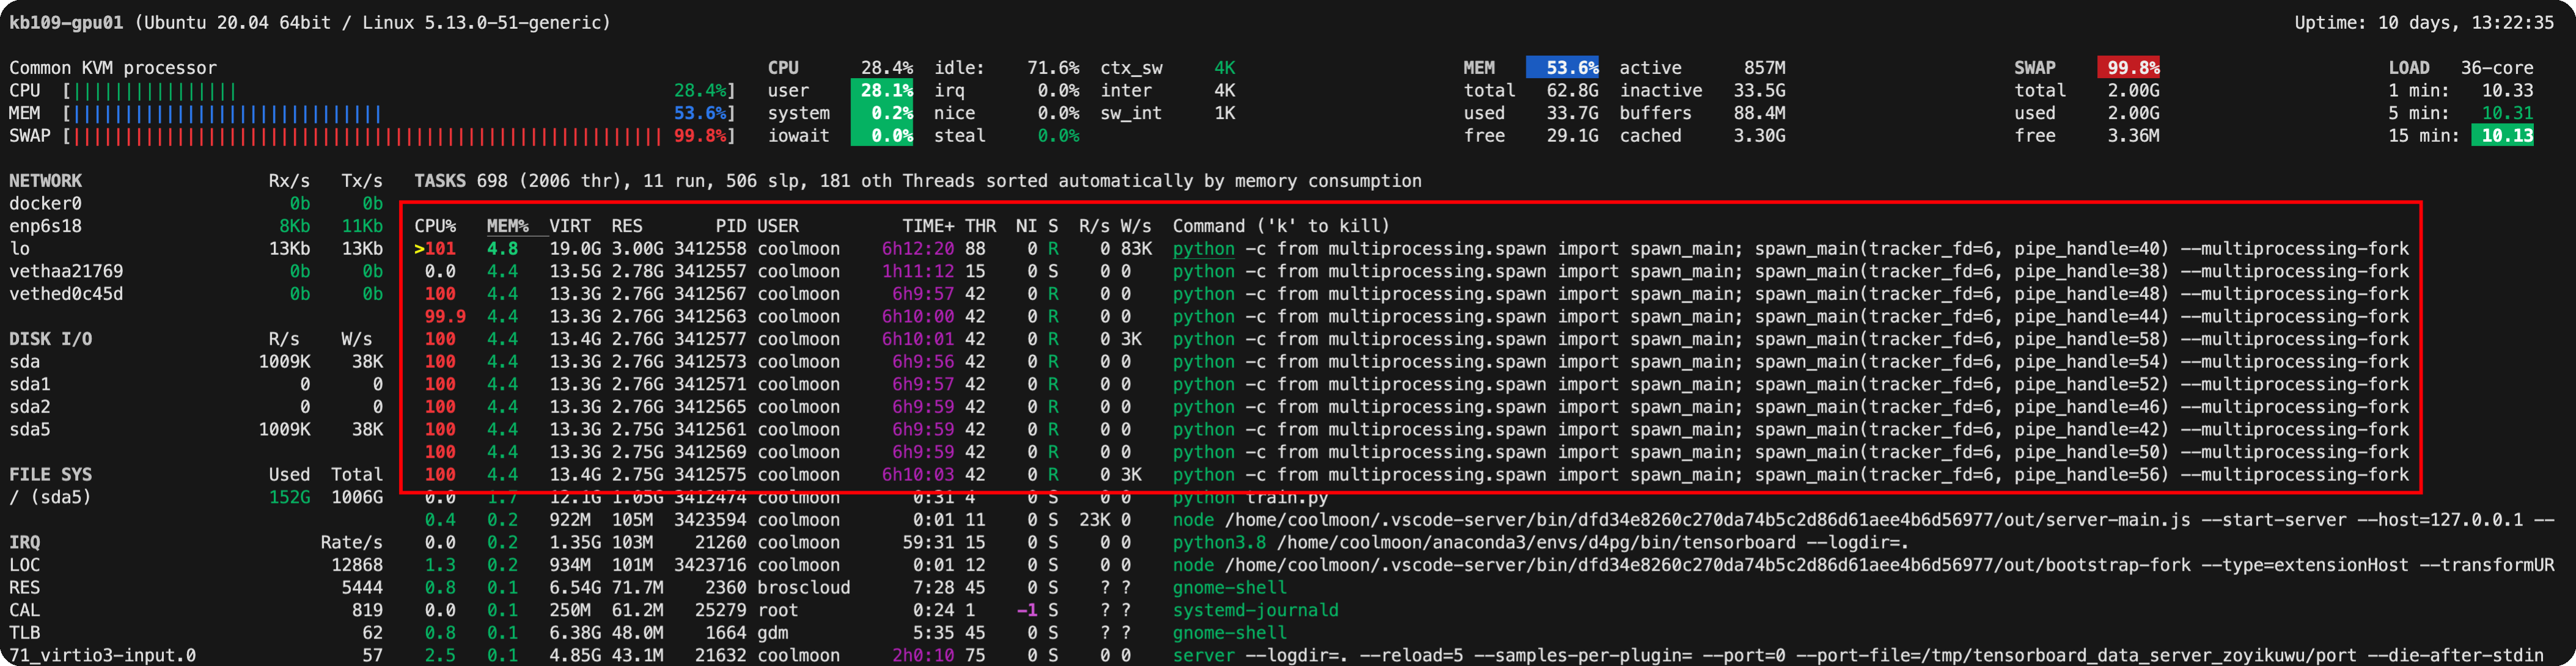 kb109-gpu01 (Ubuntu 20.04 64bit / Linux 5.13.0-51-generic) Uptime: 10 days, 13:22:35
Common KVM processor CPU 28.4% idle: 71.6% ctx_sw 4K MEM 53.6% active 857M SWAP 99.8% LOAD 36-core
CPU [|||||||||||||||| 28.4%] user 28.1% irq 0.0% inter 4K total 62.8G inactive 33.5G total 2.00G 1 min: 10.33
MEM [|||||||||||||||||||||||||||||| 53.6%] system 0.2% nice 0.0% sw_int 1K used 33.7G buffers 88.4M used 2.00G 5 min: 10.31
SWAP [||||||||||||||||||||||||||||||||||||||||||||||||||||||||| 99.8%] iowait 0.0% steal 0.0% free 29.1G cached 3.30G free 3.36M 15 min: 10.13
NETWORK Rx/s Tx/s TASKS 698 (2006 thr), 11 run, 506 slp, 181 oth Threads sorted automatically by memory consumption
docker0 0b 0b
enp6s18 8Kb 11Kb CPU% MEM% VIRT RES PID USER TIME+ THR NI S R/s W/s Command ('k' to kill)
lo 13Kb 13Kb >101 4.8 19.0G 3.00G 3412558 coolmoon 6h12:20 88 0 R 0 83K python -c from multiprocessing.spawn import spawn_main; spawn_main(tracker_fd=6, pipe_handle=40) --multiprocessing-fork
vethaa21769 0b 0b 0.0 4.4 13.5G 2.78G 3412557 coolmoon 1h11:12 15 0 S 0 0 python -c from multiprocessing.spawn import spawn_main; spawn_main(tracker_fd=6, pipe_handle=38) --multiprocessing-fork
vethed0c45d 0b 0b 100 4.4 13.3G 2.76G 3412567 coolmoon 6h9:57 42 0 R 0 0 python -c from multiprocessing.spawn import spawn_main; spawn_main(tracker_fd=6, pipe_handle=48) --multiprocessing-fork
99.9 4.4 13.3G 2.76G 3412563 coolmoon 6h10:00 42 0 R 0 0 python -c from multiprocessing.spawn import spawn_main; spawn_main(tracker_fd=6, pipe_handle=44) --multiprocessing-fork
DISK I/O R/s W/s 100 4.4 13.4G 2.76G 3412577 coolmoon 6h10:01 42 0 R 0 3K python -c from multiprocessing.spawn import spawn_main; spawn_main(tracker_fd=6, pipe_handle=58) --multiprocessing-fork
sda 1009K 38K 100 4.4 13.3G 2.76G 3412573 coolmoon 6h9:56 42 0 R 0 0 python -c from multiprocessing.spawn import spawn_main; spawn_main(tracker_fd=6, pipe_handle=54) --multiprocessing-fork
sda1 0 0 100 4.4 13.3G 2.76G 3412571 coolmoon 6h9:57 42 0 R 0 0 python -c from multiprocessing.spawn import spawn_main; spawn_main(tracker_fd=6, pipe_handle=52) --multiprocessing-fork
sda2 0 0 100 4.4 13.3G 2.76G 3412565 coolmoon 6h9:59 42 0 R 0 0 python -c from multiprocessing.spawn import spawn_main; spawn_main(tracker_fd=6, pipe_handle=46) --multiprocessing-fork
sda5 1009K 38K 100 4.4 13.3G 2.75G 3412561 coolmoon 6h9:59 42 0 R 0 0 python -c from multiprocessing.spawn import spawn_main; spawn_main(tracker_fd=6, pipe_handle=42) --multiprocessing-fork
100 4.4 13.3G 2.75G 3412569 coolmoon 6h9:59 42 0 R 0 0 python -c from multiprocessing.spawn import spawn_main; spawn_main(tracker_fd=6, pipe_handle=50) --multiprocessing-fork
FILE SYS Used Total 100 4.4 13.4G 2.75G 3412575 coolmoon 6h10:03 42 0 R 0 3K python -c from multiprocessing.spawn import spawn_main; spawn_main(tracker_fd=6, pipe_handle=56) --multiprocessing-fork
/ (sda5) 152G 1006G 0.0 1.7 12.1G 1.05G 3412474 coolmoon 0:31 4 0 S 0 0 python train.py
0.4 0.2 922M 105M 3423594 coolmoon 0:01 11 0 S 23K 0 node /home/coolmoon/.vscode-server/bin/dfd34e8260c270da74b5c2d86d61aee4b6d56977/out/server-main.js --start-server --host=127.0.0.1 --
IRQ Rate/s 0.0 0.2 1.35G 103M 21260 coolmoon 59:31 15 0 S 0 0 python3.8 /home/coolmoon/anaconda3/envs/d4pg/bin/tensorboard --logdir=.
LOC 12868 1.3 0.2 934M 101M 3423716 coolmoon 0:01 12 0 S 0 0 node /home/coolmoon/.vscode-server/bin/dfd34e8260c270da74b5c2d86d61aee4b6d56977/out/bootstrap-fork --type=extensionHost --transformUR
RES 5444 0.8 0.1 6.54G 71.7M 2360 broscloud 7:28 45 0 S ? ? gnome-shell
CAL 819 0.0 0.1 250M 61.2M 25279 root 0:24 1 -1 S ? ? systemd-journald
TLB 62 0.8 0.1 6.38G 48.0M 1664 gdm 5:35 45 0 S ? ? gnome-shell
71_virtio3-input.0 57 2.5 0.1 4.85G 43.1M 21632 coolmoon 2h0:10 75 0 S 0 0 server --logdir=. --reload=5 --samples-per-plugin= --port=0 --port-file=/tmp/tensorboard_data_server_zoyikuwu/port --die-after-stdin